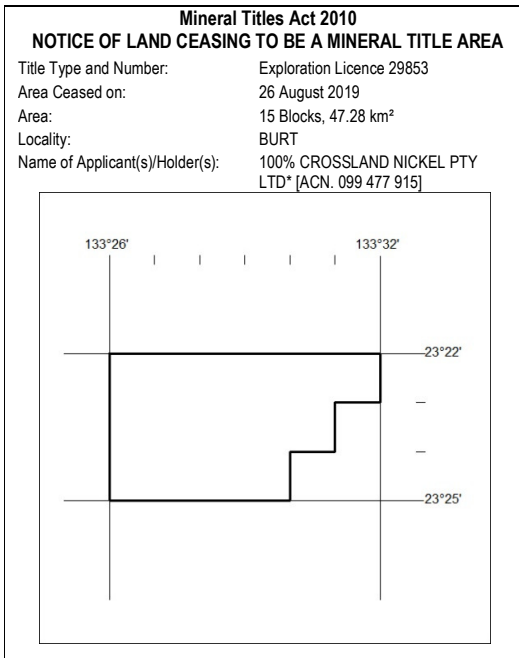 Mineral Titles Act 2010
NOTICE OF LAND CEASING TO BE A MINERAL TITLE AREA
Title Type and Number: Exploration Licence 29853
Area Ceased on: 26 August 2019
Area: 15 Blocks, 47.28 km²
Locality: BURT
Name of Applicant(s)/Holder(s): 100% CROSSLAND NICKEL PTY
LTD* [ACN. 099 477 915]
133°26' 133°32'
23°22'
23°25'